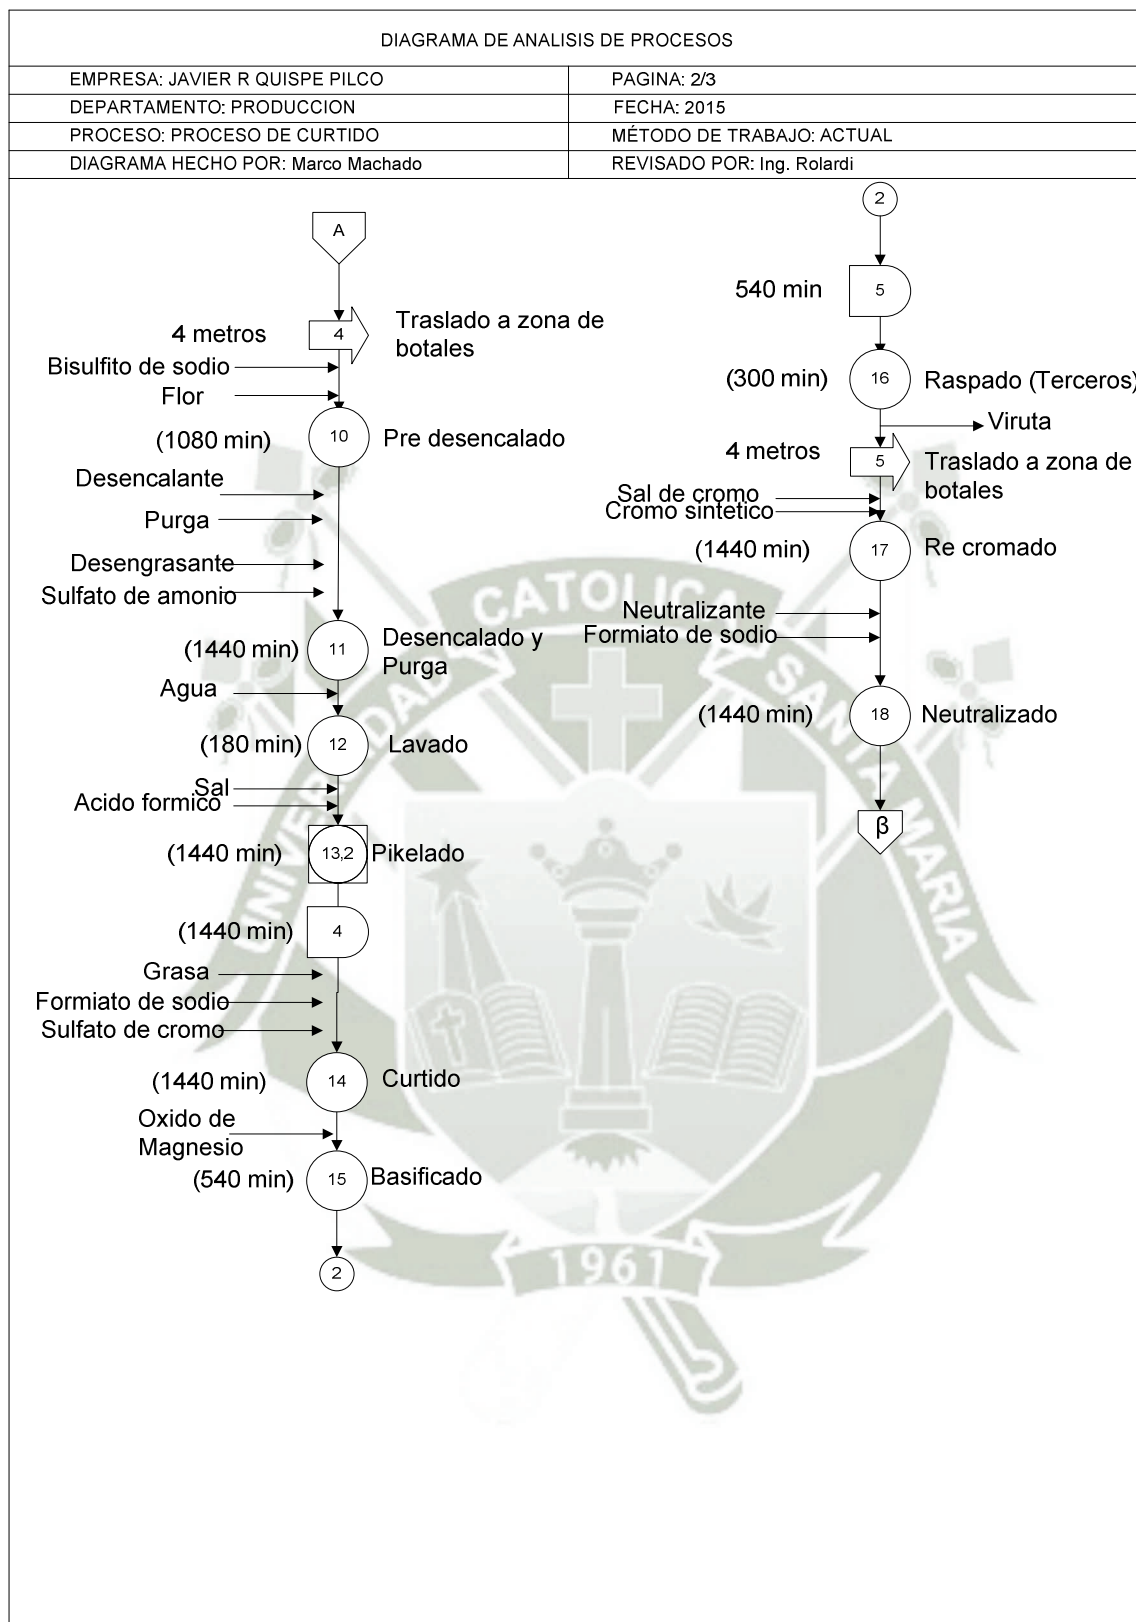 DIAGRAMA DE ANALISIS DE PROCESOS
EMPRESA: JAVIER R QUISPE PILCO
PAGINA: 2/3
DEPARTAMENTO: PRODUCCION
FECHA: 2015
PROCESO: PROCESO DE CURTIDO
MÉTODO DE TRABAJO: ACTUAL
DIAGRAMA HECHO POR: Marco Machado
REVISADO POR: Ing. Rolardi
A
4 metros
4
Traslado a zona de
botales
Bisulfito de sodio
Flor
(1080 min)
10
Pre desencalado
Desencalante
Purga
Desengrasante
Sulfato de amonio
(1440 min)
11
Desencalado y
Purga
Agua
(180 min)
12
Lavado
Sal
Acido formico
(1440 min)
13,2
Pikelado
(1440 min)
4
Grasa
Formiato de sodio
Sulfato de cromo
(1440 min)
14
Curtido
Oxido de
Magnesio
(540 min)
15
Basificado
2
2
540 min
5
(300 min)
16
Raspado (Terceros)
Viruta
4 metros
5
Traslado a zona de
botales
Sal de cromo
Cromo sintetico
(1440 min)
17
Re cromado
Neutralizante
Formiato de sodio
(1440 min)
18
Neutralizado
β
UNIVERSIDAD CATOLICA SANTA MARIA
1961